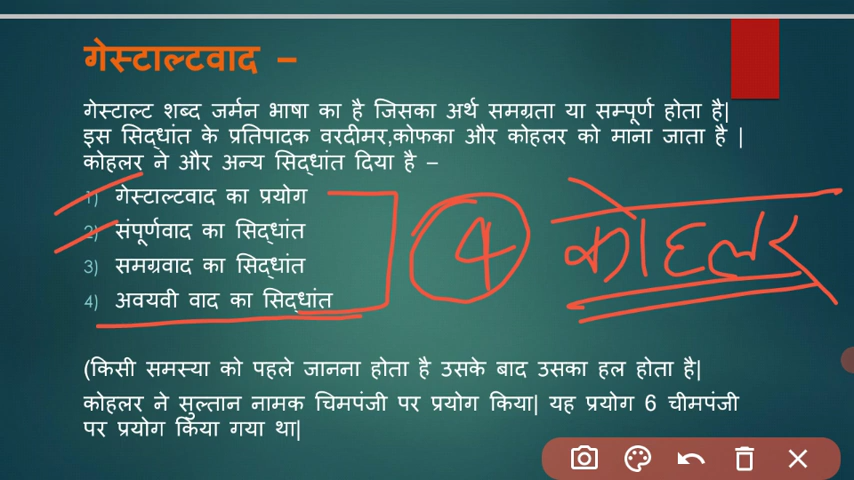 गेस्टाल्टवाद –
गेस्टाल्ट शब्द जर्मन भाषा का है जिसका अर्थ समग्रता या सम्पूर्ण होता है|
इस सिद्धांत के प्रतिपादक वरदीमर,कोफका और कोहलर को माना जाता है |
कोहलर ने और अन्य सिद्धांत दिया है –
1) गेस्टाल्टवाद का प्रयोग
2) संपूर्णवाद का सिद्धांत
3) समग्रवाद का सिद्धांत
4) अवयवी वाद का सिद्धांत
4 कोहलर
(किसी समस्या को पहले जानना होता है उसके बाद उसका हल होता है|
कोहलर ने सुल्तान नामक चिमपंजी पर प्रयोग किया| यह प्रयोग 6 चीमपंजी
पर प्रयोग किया गया था|